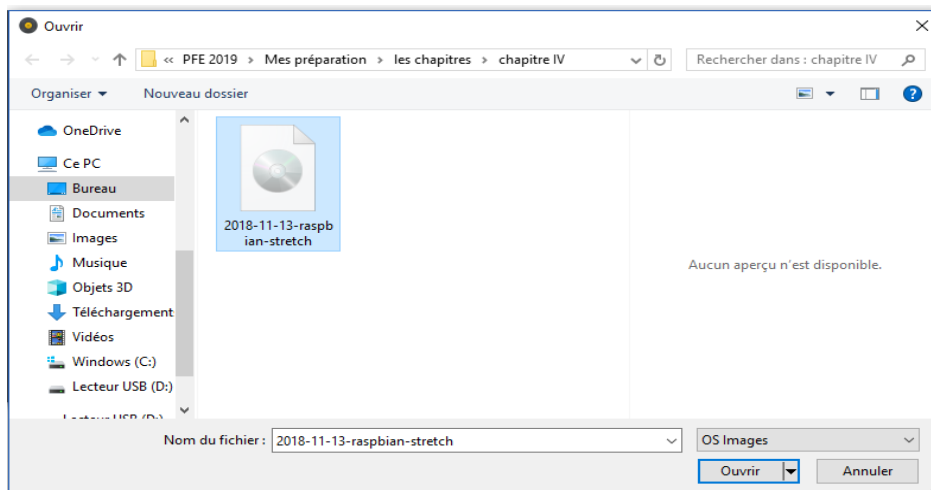 Ouvrir
« PFE 2019 > Mes préparation > les chapitres > chapitre IV
Rechercher dans : chapitre IV
Organiser
Nouveau dossier
OneDrive
Ce PC
Bureau
Documents
Images
Musique
Objets 3D
Téléchargement
Vidéos
Windows (C:)
Lecteur USB (D:)
2018-11-13-raspb
ian-stretch
Aucun aperçu n'est disponible.
Nom du fichier : 2018-11-13-raspbian-stretch
OS Images
Ouvrir
Annuler